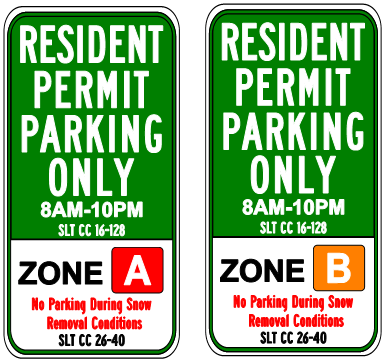 RESIDENT
PERMIT
PARKING
ONLY
8AM-10PM
SLT CC 16-128
ZONE A
No Parking During Snow
Removal Conditions
SLT CC 26-40
RESIDENT
PERMIT
PARKING
ONLY
8AM-10PM
SLT CC 16-128
ZONE B
No Parking During Snow
Removal Conditions
SLT CC 26-40